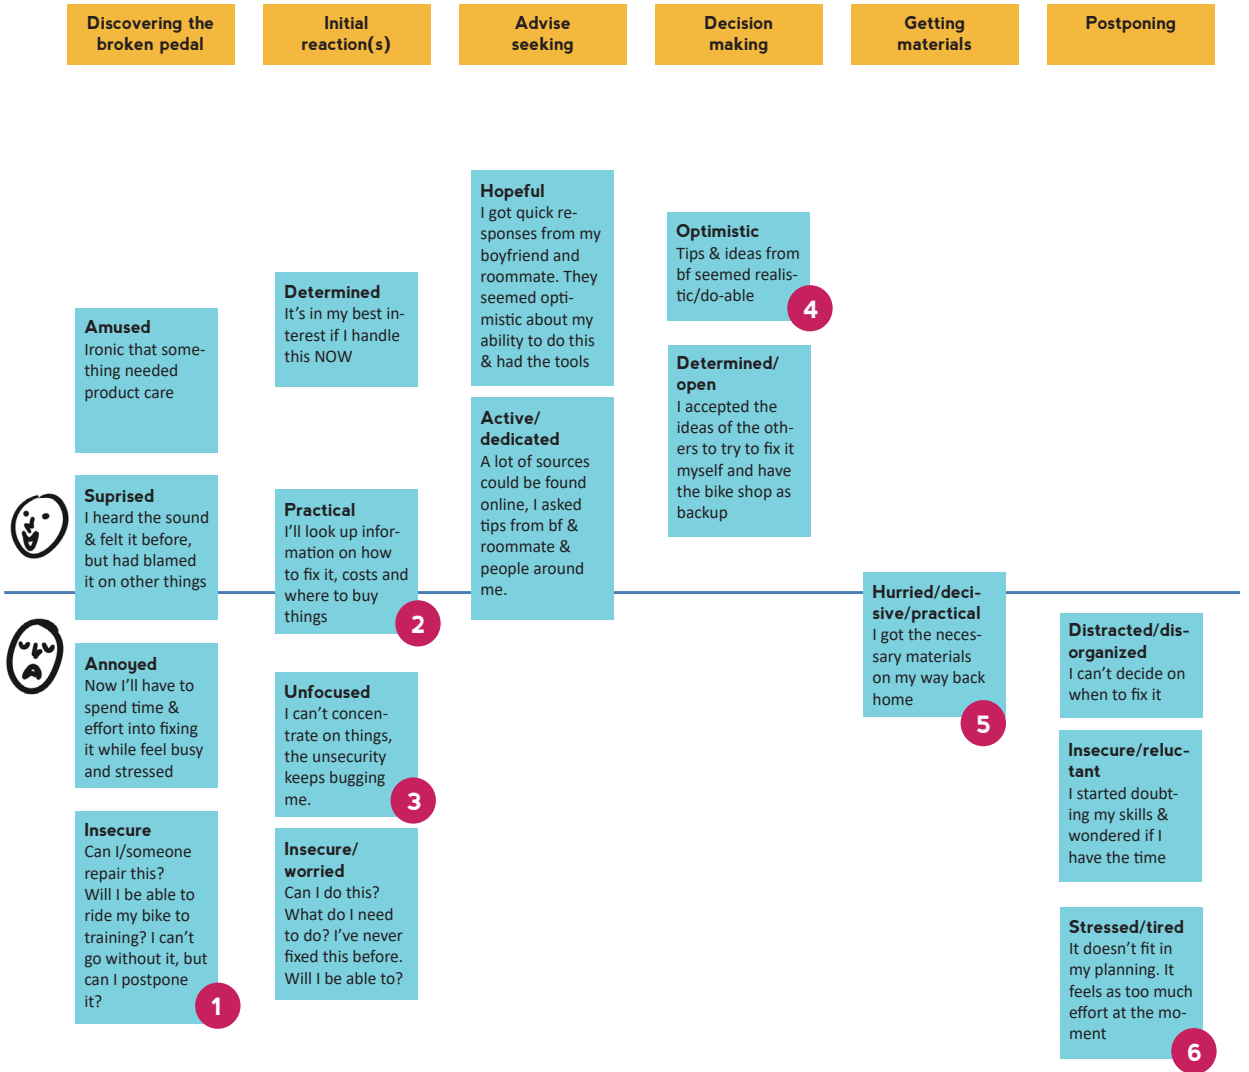 Discovering the
broken pedal
Initial
reaction(s)
Advise
seeking
Decision
making
Getting
materials
Postponing
Amused
Ironic that some-
thing needed
product care
Suprised
I heard the sound
& felt it before,
but had blamed
it on other things
Annoyed
Now I'll have to
spend time &
effort into fixing
it while feel busy
and stressed
Insecure
Can I/someone
repair this?
Will I be able to
ride my bike to
training? I can't
go without it, but
can I postpone
it?
1
Determined
It's in my best in-
terest if I handle
this NOW
Practical
I'll look up infor-
mation on how
to fix it, costs and
where to buy
things
2
Unfocused
I can't concen-
trate on things,
the unsecurity
keeps bugging
me.
3
Insecure/
worried
Can I do this?
What do I need
to do? I've never
fixed this before.
Will I be able to?
Hopeful
I got quick re-
sponses from my
boyfriend and
roommate. They
seemed opti-
mistic about my
ability to do this
& had the tools
Active/
dedicated
A lot of sources
could be found
online, I asked
tips from bf &
roommate &
people around
me.
Optimistic
Tips & ideas from
bf seemed realis-
tic/do-able
4
Determined/
open
I accepted the
ideas of the oth-
ers to try to fix it
myself and have
the bike shop as
backup
Hurried/deci-
sive/practical
I got the neces-
sary materials
on my way back
home
5
Distracted/dis-
organized
I can't decide on
when to fix it
Insecure/reluc-
tant
I started doubt-
ing my skills &
wondered if I
have the time
Stressed/tired
It doesn't fit in
my planning. It
feels as too much
effort at the mo-
ment
6